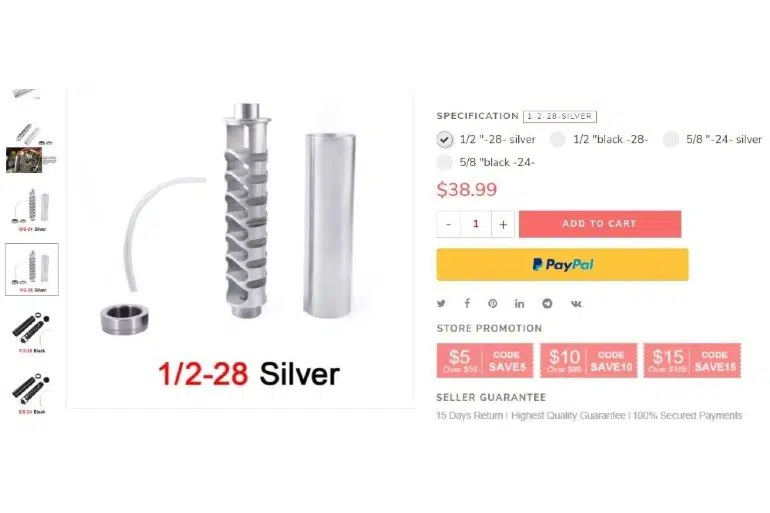 SPECIFICATION 1-2-28-SILVER
1/2 "-28- silver
1/2 "black -28-
5/8 "-24- silver
5/8 "black -24-
$38.99
- 1 +
ADD TO CART
PayPal
STORE PROMOTION
$5 CODE
Over $59 SAVE5
$10 CODE
Over $99 SAVE10
$15 CODE
Over $159 SAVE15
SELLER GUARANTEE
15 Days Return | Highest Quality Guarantee | 100% Secured Payments
1/2-28 Silver
5/8-24 Silver
1/2-28 Silver
1/2-28 Black
5/8-24 Black